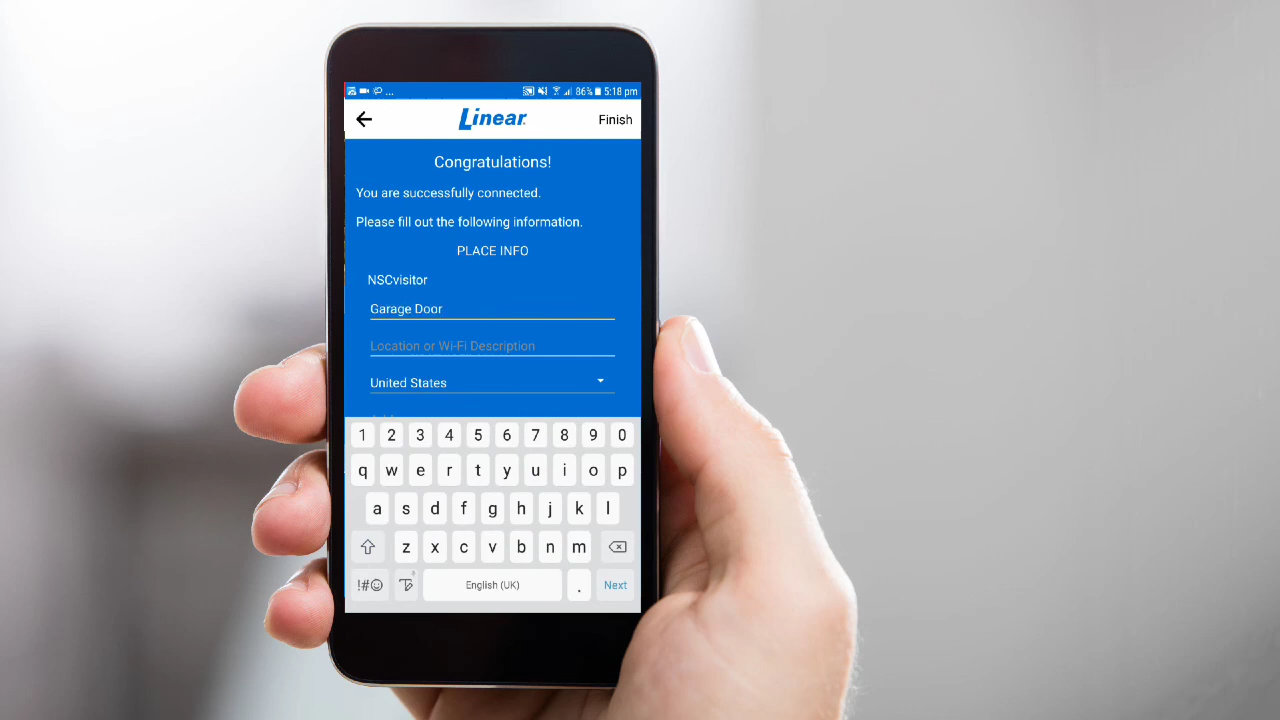 ... 86% 5:18 pm
Linear
Finish
Congratulations!
You are successfully connected.
Please fill out the following information.
PLACE INFO
NSCvisitor
Garage Door
Location or Wi-Fi Description
United States
1 2 3 4 5 6 7 8 9 0
q w e r t y u i o p
a s d f g h j k l
z x c v b n m
!#☺ English (UK) . Next